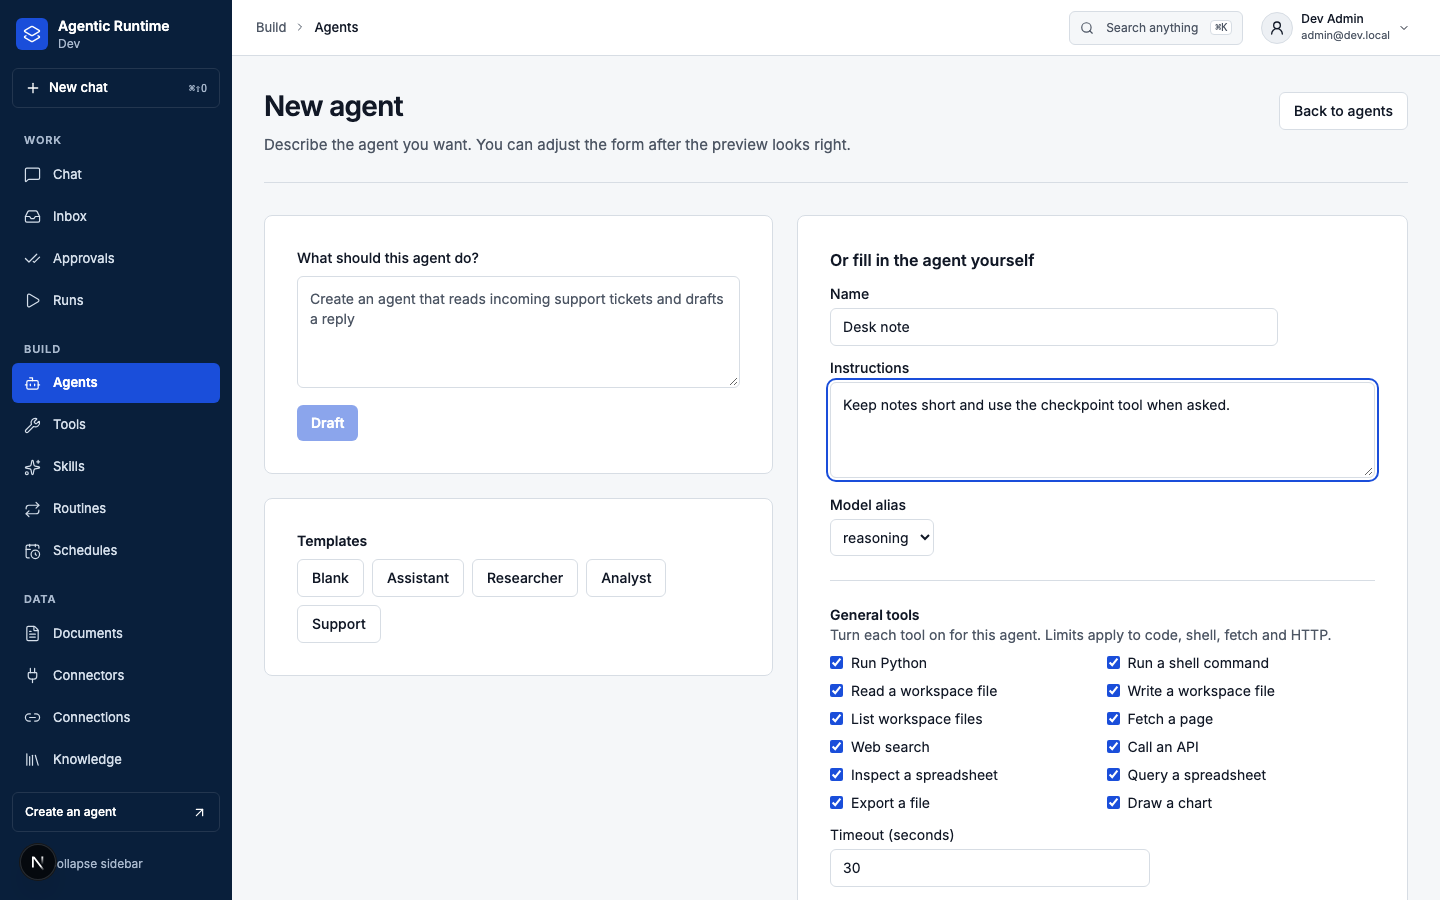 Agentic Runtime
Dev
New chat
⌘⇧O
WORK
Chat
Inbox
Approvals
Runs
BUILD
Agents
Tools
Skills
Routines
Schedules
DATA
Documents
Connectors
Connections
Knowledge
Create an agent
N
ollapse sidebar
Build
Agents
Search anything
⌘K
Dev Admin
admin@dev.local
New agent
Describe the agent you want. You can adjust the form after the preview looks right.
Back to agents
What should this agent do?
Create an agent that reads incoming support tickets and drafts
a reply
Draft
Templates
Blank
Assistant
Researcher
Analyst
Support
Or fill in the agent yourself
Name
Desk note
Instructions
Keep notes short and use the checkpoint tool when asked.
Model alias
reasoning
General tools
Turn each tool on for this agent. Limits apply to code, shell, fetch and HTTP.
Run Python
Run a shell command
Read a workspace file
Write a workspace file
List workspace files
Fetch a page
Web search
Call an API
Inspect a spreadsheet
Query a spreadsheet
Export a file
Draw a chart
Timeout (seconds)
30